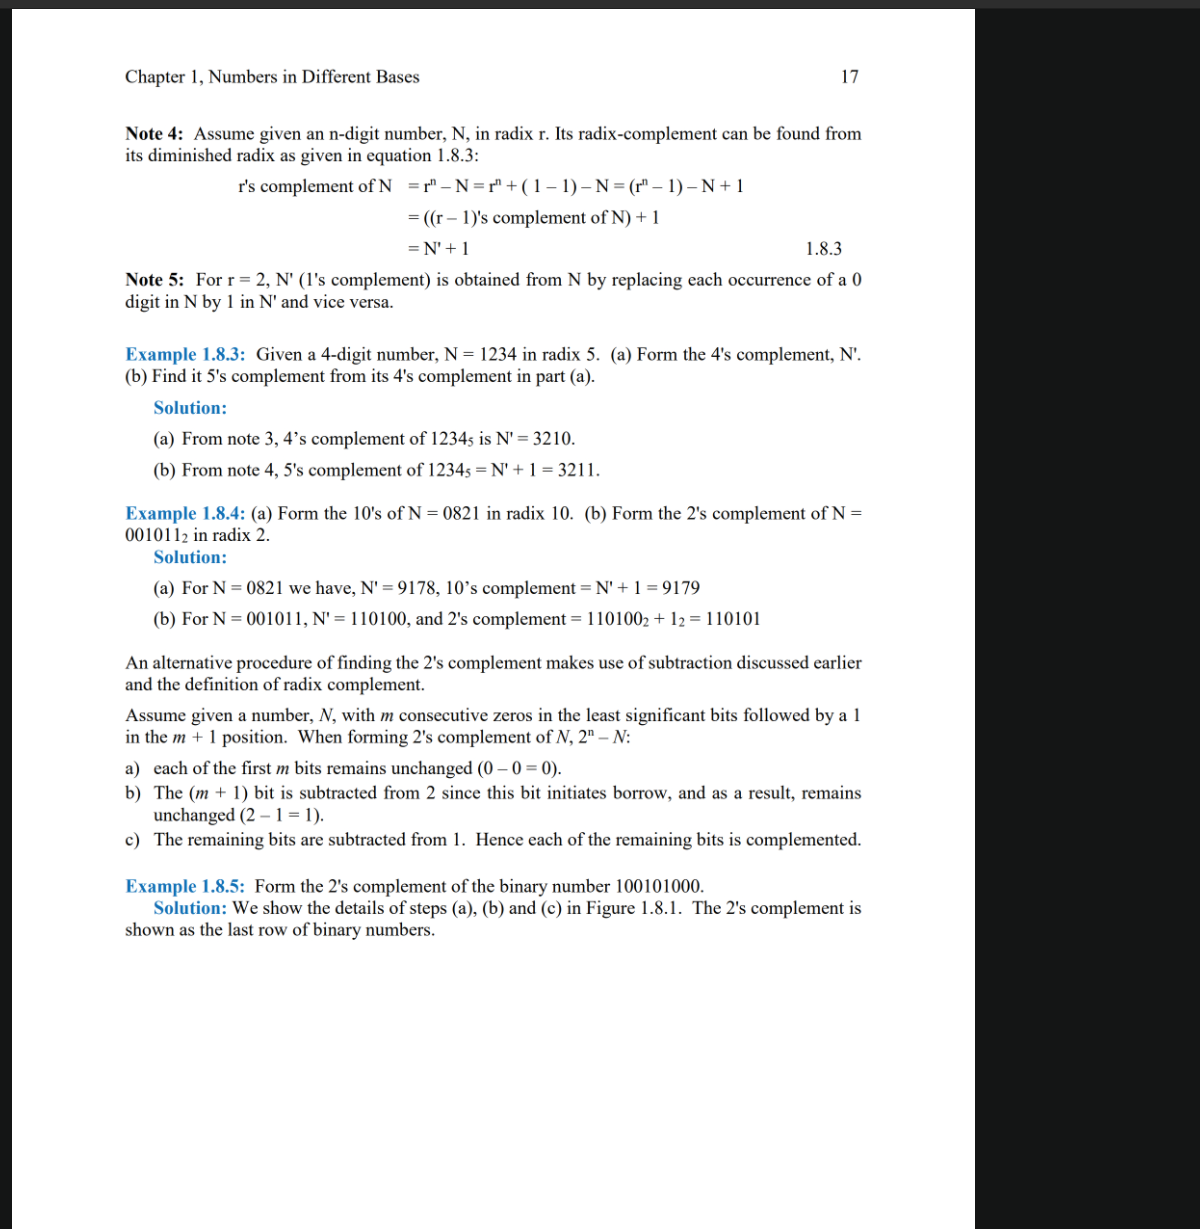 Chapter 1, Numbers in Different Bases 17
Note 4: Assume given an n-digit number, N, in radix r. Its radix-complement can be found from
its diminished radix as given in equation 1.8.3:
r's complement of N = rⁿ – N = rⁿ + ( 1 – 1) – N = (rⁿ – 1) – N + 1
= ((r – 1)'s complement of N) + 1
= N' + 1 1.8.3
Note 5: For r = 2, N' (1's complement) is obtained from N by replacing each occurrence of a 0
digit in N by 1 in N' and vice versa.
Example 1.8.3: Given a 4-digit number, N = 1234 in radix 5. (a) Form the 4's complement, N'.
(b) Find it 5's complement from its 4's complement in part (a).
Solution:
(a) From note 3, 4’s complement of 1234₅ is N' = 3210.
(b) From note 4, 5's complement of 1234₅ = N' + 1 = 3211.
Example 1.8.4: (a) Form the 10's of N = 0821 in radix 10. (b) Form the 2's complement of N =
001011₂ in radix 2.
Solution:
(a) For N = 0821 we have, N' = 9178, 10’s complement = N' + 1 = 9179
(b) For N = 001011, N' = 110100, and 2's complement = 110100₂ + 1₂ = 110101
An alternative procedure of finding the 2's complement makes use of subtraction discussed earlier
and the definition of radix complement.
Assume given a number, N, with m consecutive zeros in the least significant bits followed by a 1
in the m + 1 position. When forming 2's complement of N, 2ⁿ – N:
a) each of the first m bits remains unchanged (0 – 0 = 0).
b) The (m + 1) bit is subtracted from 2 since this bit initiates borrow, and as a result, remains
unchanged (2 – 1 = 1).
c) The remaining bits are subtracted from 1. Hence each of the remaining bits is complemented.
Example 1.8.5: Form the 2's complement of the binary number 100101000.
Solution: We show the details of steps (a), (b) and (c) in Figure 1.8.1. The 2's complement is
shown as the last row of binary numbers.